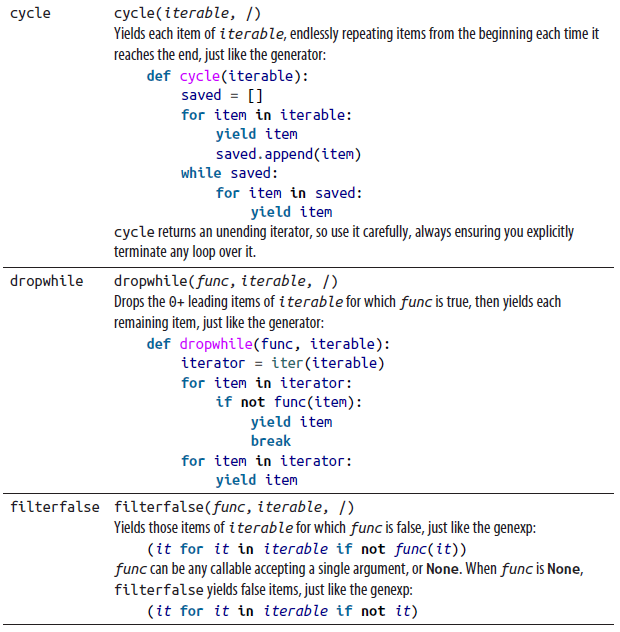 cycle cycle(iterable, /)
Yields each item of iterable, endlessly repeating items from the beginning each time it
reaches the end, just like the generator:
def cycle(iterable):
saved = []
for item in iterable:
yield item
saved.append(item)
while saved:
for item in saved:
yield item
cycle returns an unending iterator, so use it carefully, always ensuring you explicitly
terminate any loop over it.
dropwhile dropwhile(func, iterable, /)
Drops the 0+ leading items of iterable for which func is true, then yields each
remaining item, just like the generator:
def dropwhile(func, iterable):
iterator = iter(iterable)
for item in iterator:
if not func(item):
yield item
break
for item in iterator:
yield item
filterfalse filterfalse(func, iterable, /)
Yields those items of iterable for which func is false, just like the genexp:
(it for it in iterable if not func(it))
func can be any callable accepting a single argument, or None. When func is None,
filterfalse yields false items, just like the genexp:
(it for it in iterable if not it)